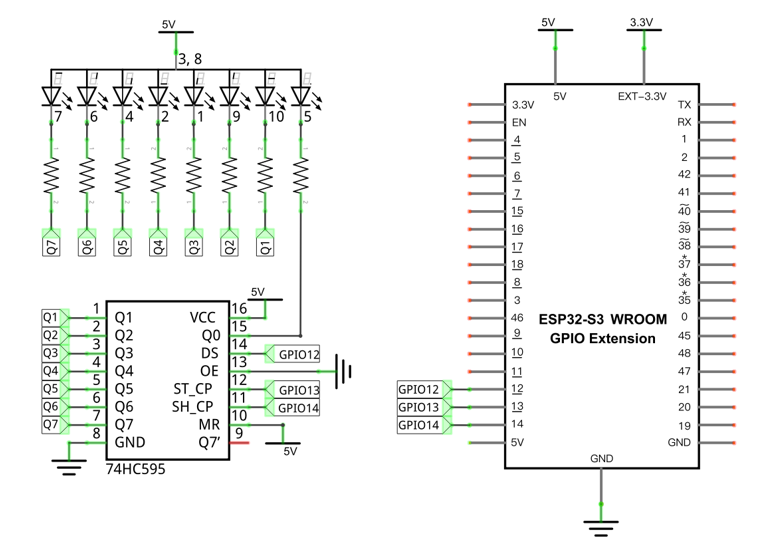 5V
3, 8
7 6 4 2 1 9 10 5
Q7 Q6 Q5 Q4 Q3 Q2 Q1
5V
Q1 1 Q1 VCC 16
Q2 2 Q2 Q0 15
Q3 3 Q3 DS 14 GPIO12
Q4 4 Q4 OE 13
Q5 5 Q5 ST_CP 12 GPIO13
Q6 6 Q6 SH_CP 11 GPIO14
Q7 7 Q7 MR 10
8 GND Q7’ 9
5V
74HC595
5V 3.3V
5V EXT-3.3V
3.3V TX
EN RX
4 1
5 2
6 42
7 41
15 40
16 39
17 38
18 *37
8 *36
3 *35
46 0
ESP32-S3 WROOM
GPIO Extension
9 45
10 48
11 47
GPIO12 12 21
GPIO13 13 20
GPIO14 14 19
5V GND
GND